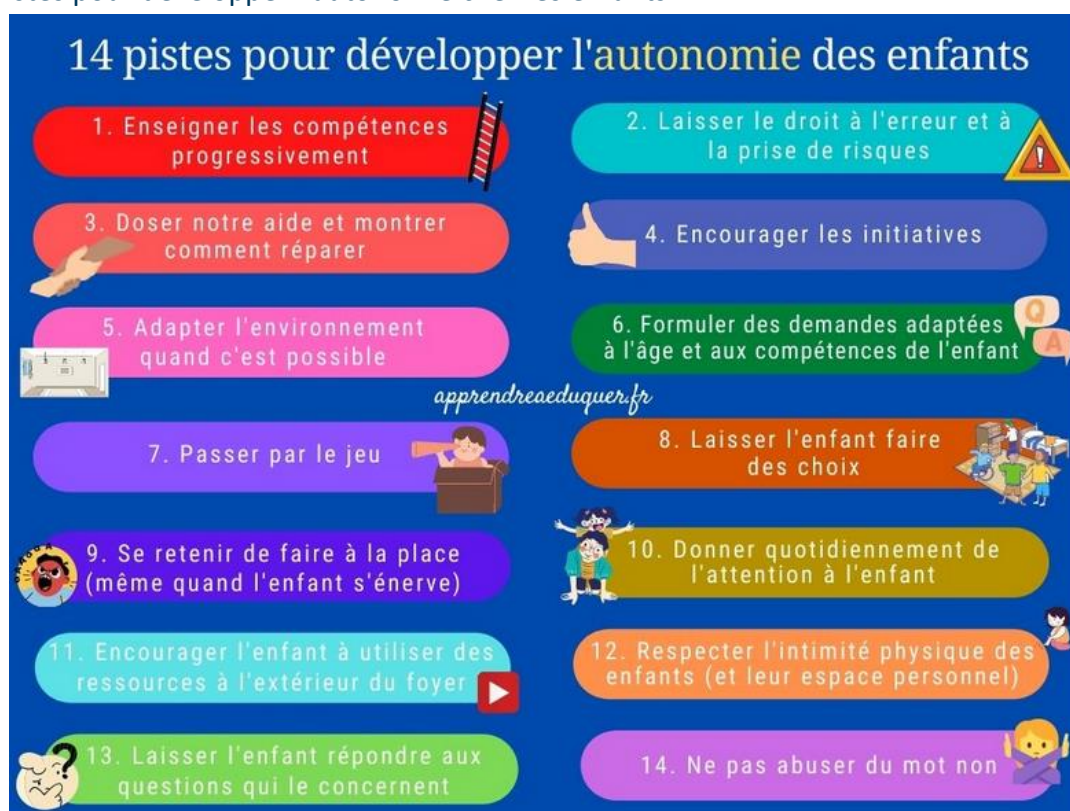 14 pistes pour développer l'autonomie des enfants
1. Enseigner les compétences
progressivement
2. Laisser le droit à l'erreur et à
la prise de risques
3. Doser notre aide et montrer
comment réparer
4. Encourager les initiatives
5. Adapter l'environnement
quand c'est possible
6. Formuler des demandes adaptées
à l'âge et aux compétences de l'enfant
Q
A
apprendreaeduquer.fr
7. Passer par le jeu
8. Laisser l'enfant faire
des choix
9. Se retenir de faire à la place
(même quand l'enfant s'énerve)
10. Donner quotidiennement de
l'attention à l'enfant
11. Encourager l'enfant à utiliser des
ressources à l'extérieur du foyer
12. Respecter l'intimité physique des
enfants (et leur espace personnel)
13. Laisser l'enfant répondre aux
questions qui le concernent
14. Ne pas abuser du mot non